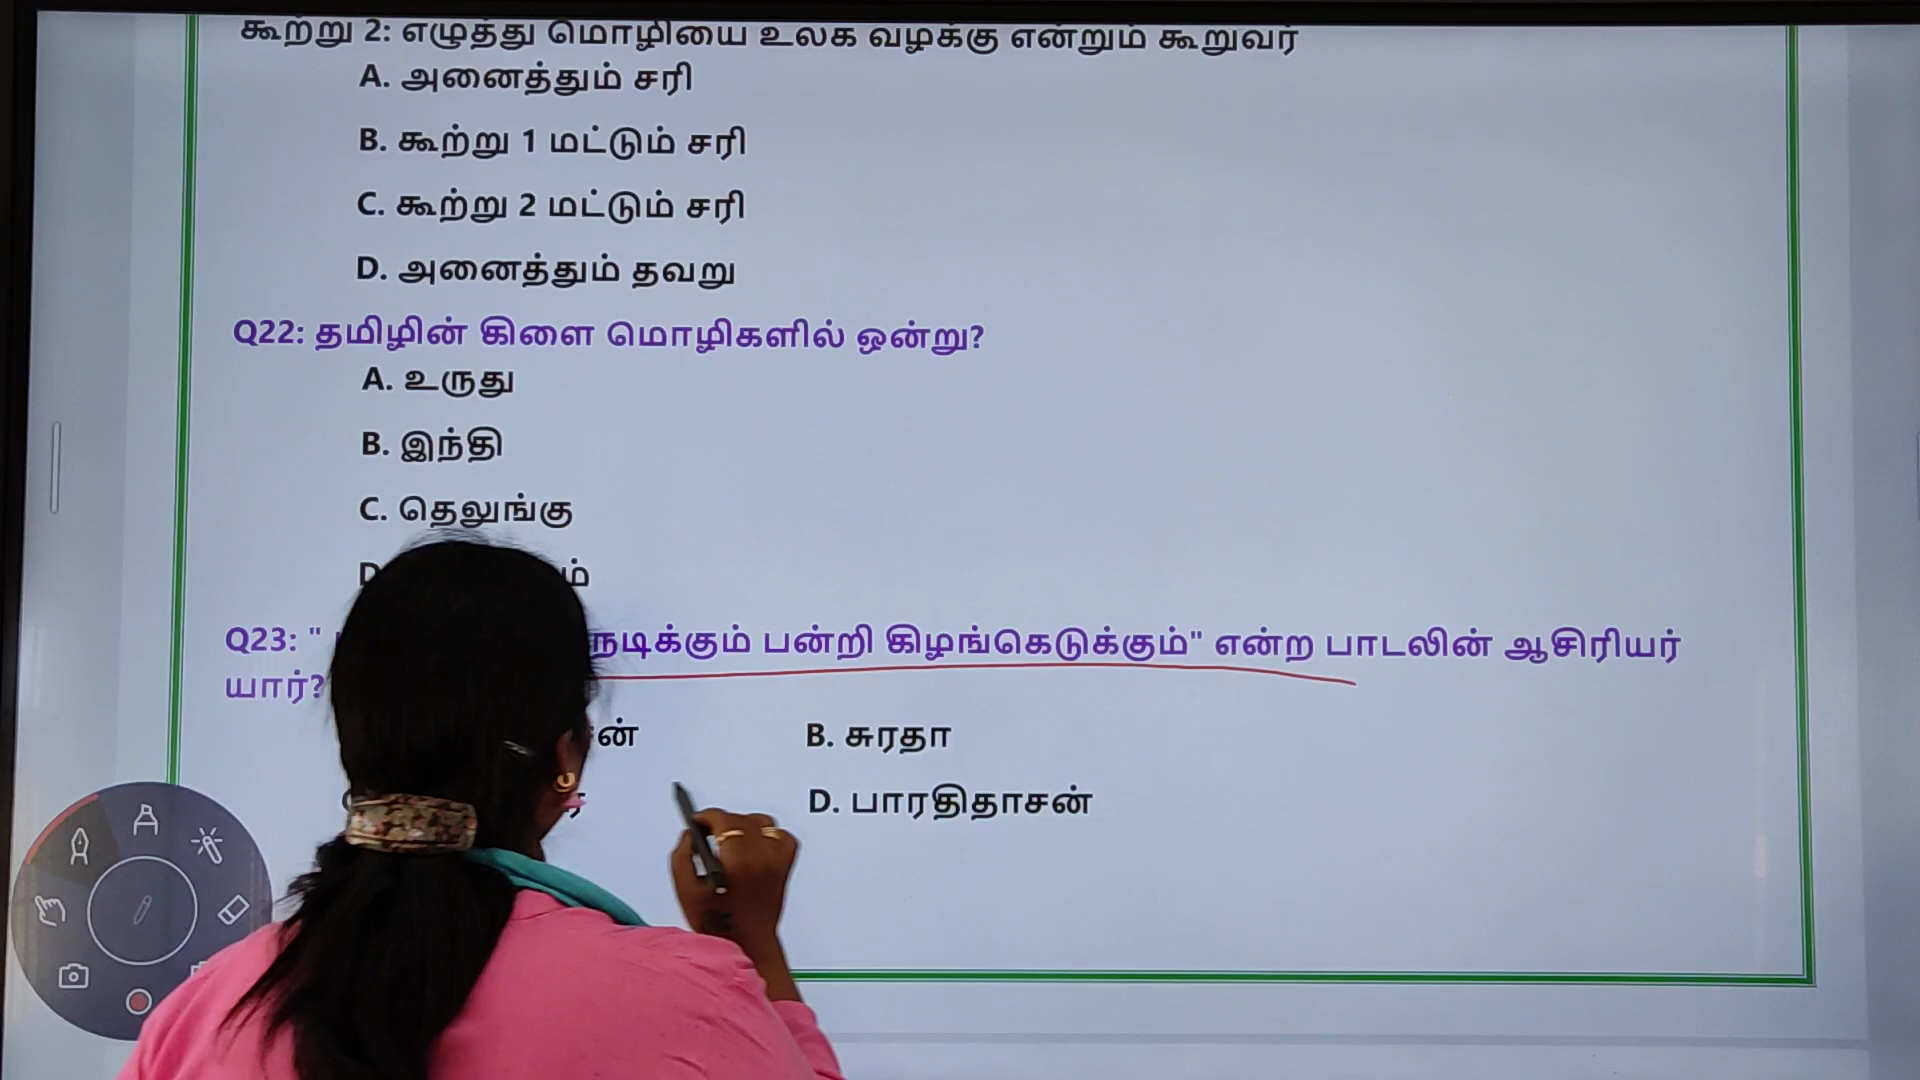 கூற்று 2: எழுத்து மொழியை உலக வழக்கு என்றும் கூறுவர்
A. அனைத்தும் சரி
B. கூற்று 1 மட்டும் சரி
C. கூற்று 2 மட்டும் சரி
D. அனைத்தும் தவறு
Q22: தமிழின் கிளை மொழிகளில் ஒன்று?
A. உருது
B. இந்தி
C. தெலுங்கு
Q23: " நடிக்கும் பன்றி கிழங்கெடுக்கும்" என்ற பாடலின் ஆசிரியர்
யார்?
B. சுரதா
D. பாரதிதாசன்